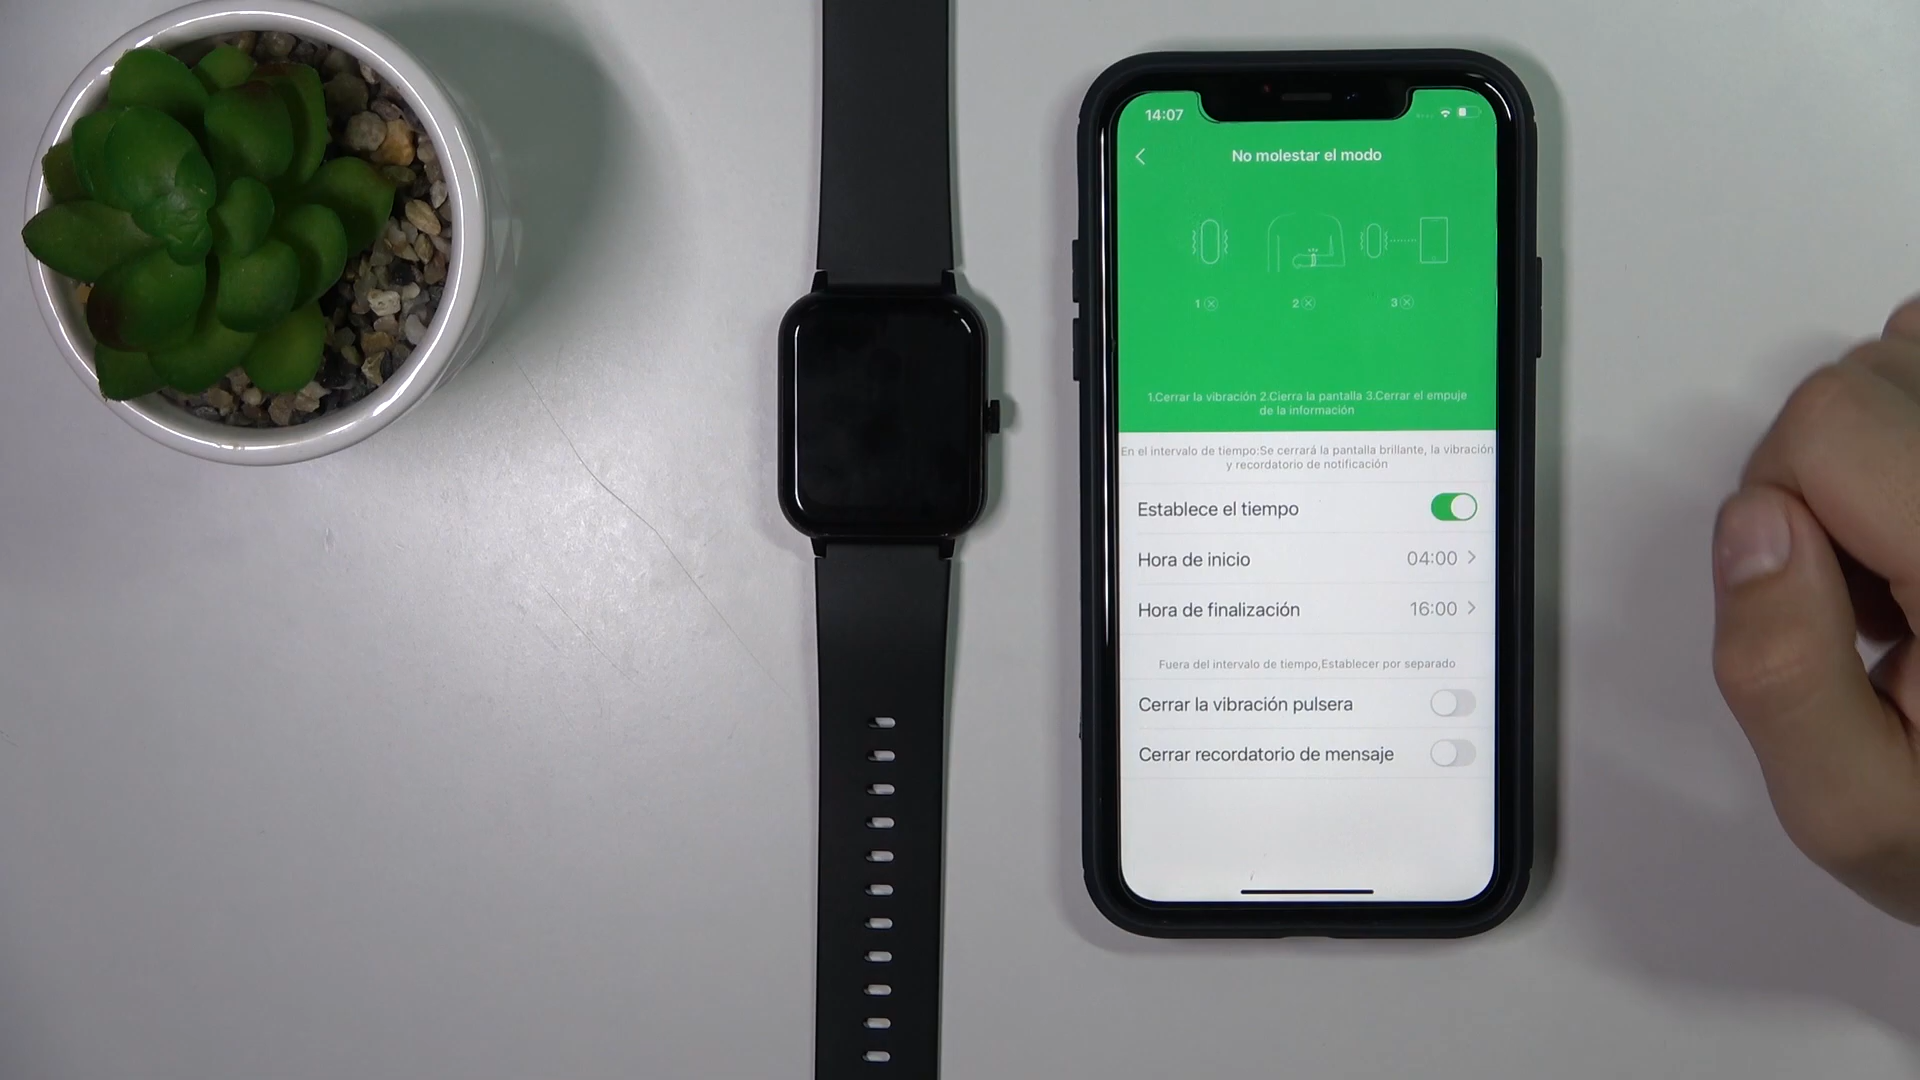 14:07
No molestar el modo
1 2 3
1.Cerrar la vibración 2.Cierra la pantalla 3.Cerrar el empuje
de la información
En el intervalo de tiempo:Se cerrará la pantalla brillante, la vibración
y recordatorio de notificación
Establece el tiempo
Hora de inicio 04:00
Hora de finalización 16:00
Fuera del intervalo de tiempo,Establecer por separado
Cerrar la vibración pulsera
Cerrar recordatorio de mensaje